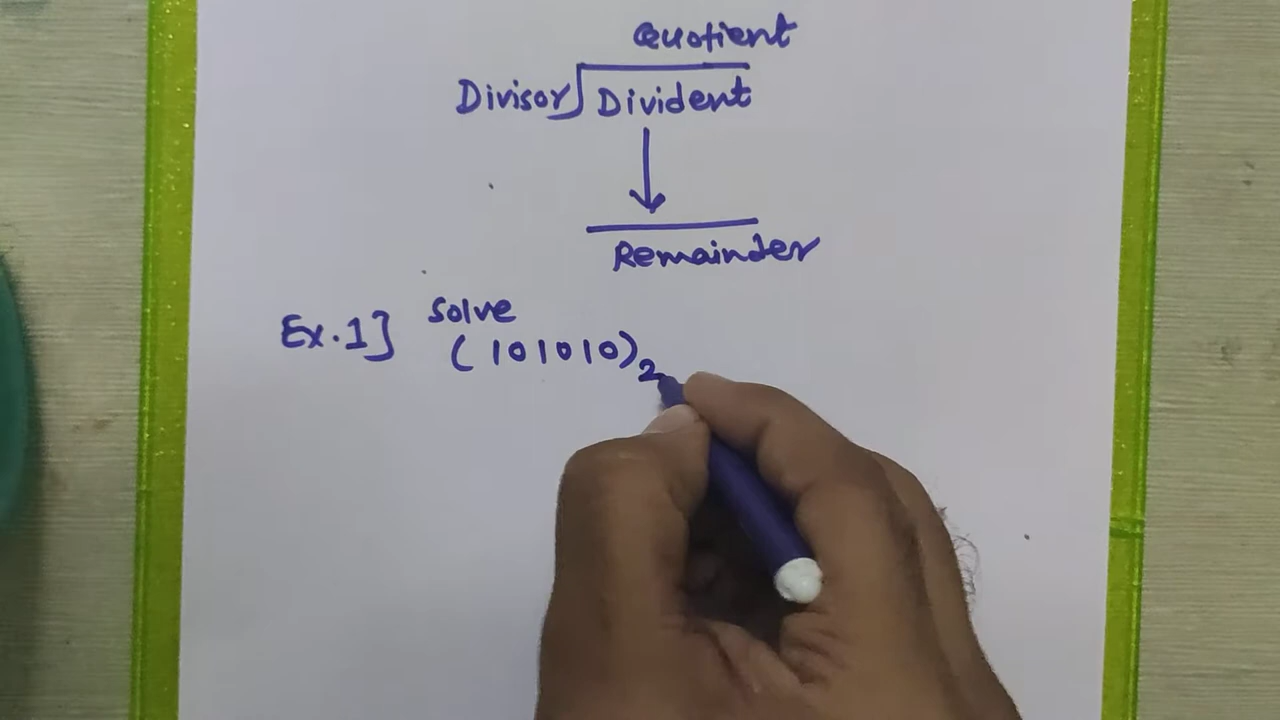 Quotient
Divisor Divident
Remainder
Ex.1] Solve
(101010)2